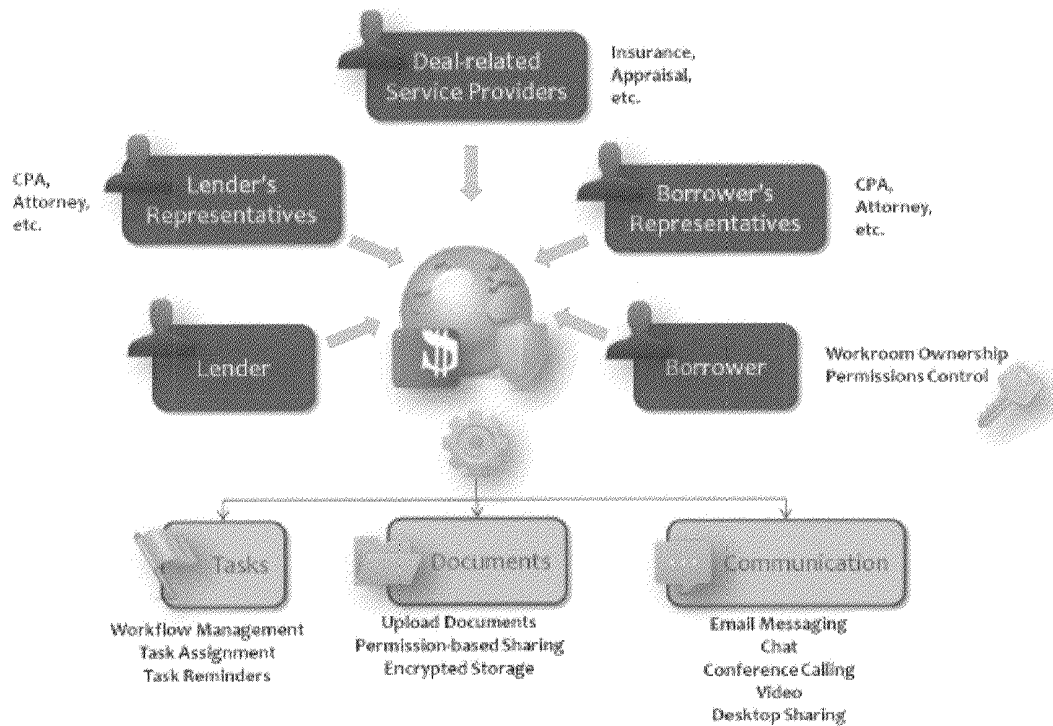 Deal-related
Service Providers
Insurance,
Appraisal,
etc.
CPA,
Attorney,
etc.
Lender's
Representatives
Borrower's
Representatives
CPA,
Attorney,
etc.
$
Lender
Borrower
Workroom Ownership
Permissions Control
Tasks
Documents
Communication
Workflow Management
Task Assignment
Task Reminders
Upload Documents
Permission-based Sharing
Encrypted Storage
Email Messaging
Chat
Conference Calling
Video
Desktop Sharing